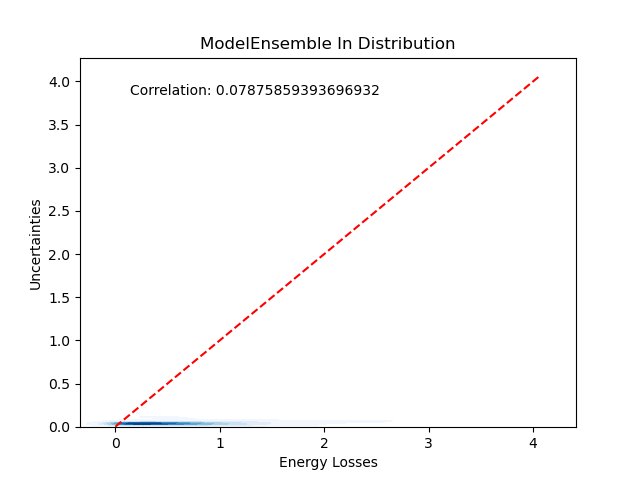 ModelEnsemble In Distribution
Correlation: 0.07875859393696932
4.0
3.5
3.0
2.5
2.0
1.5
1.0
0.5
0.0
Uncertainties
0 1 2 3 4
Energy Losses